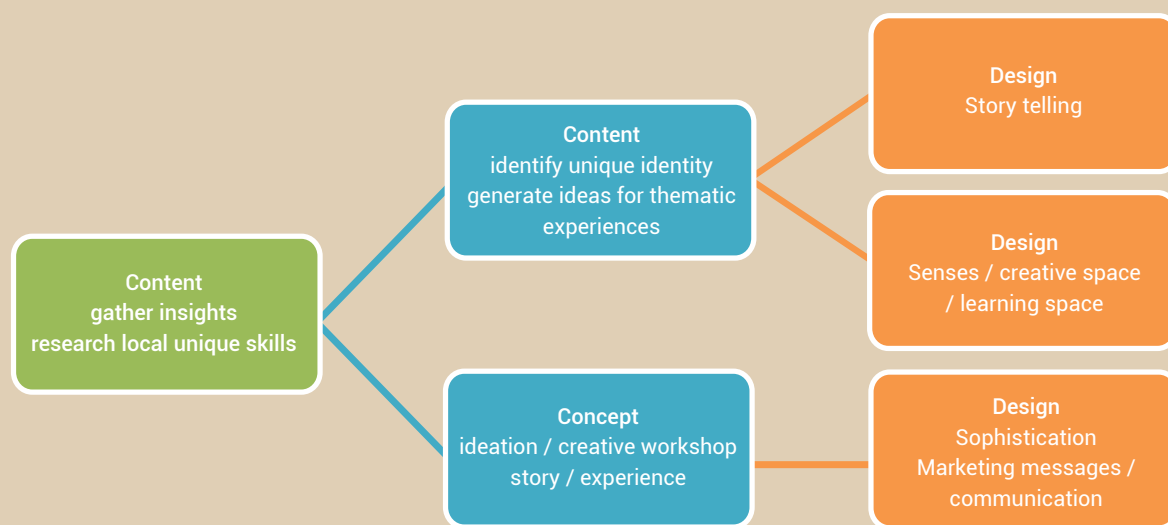 Content
gather insights
research local unique skills
Content
identify unique identity
generate ideas for thematic
experiences
Concept
ideation / creative workshop
story / experience
Design
Story telling
Design
Senses / creative space
/ learning space
Design
Sophistication
Marketing messages /
communication